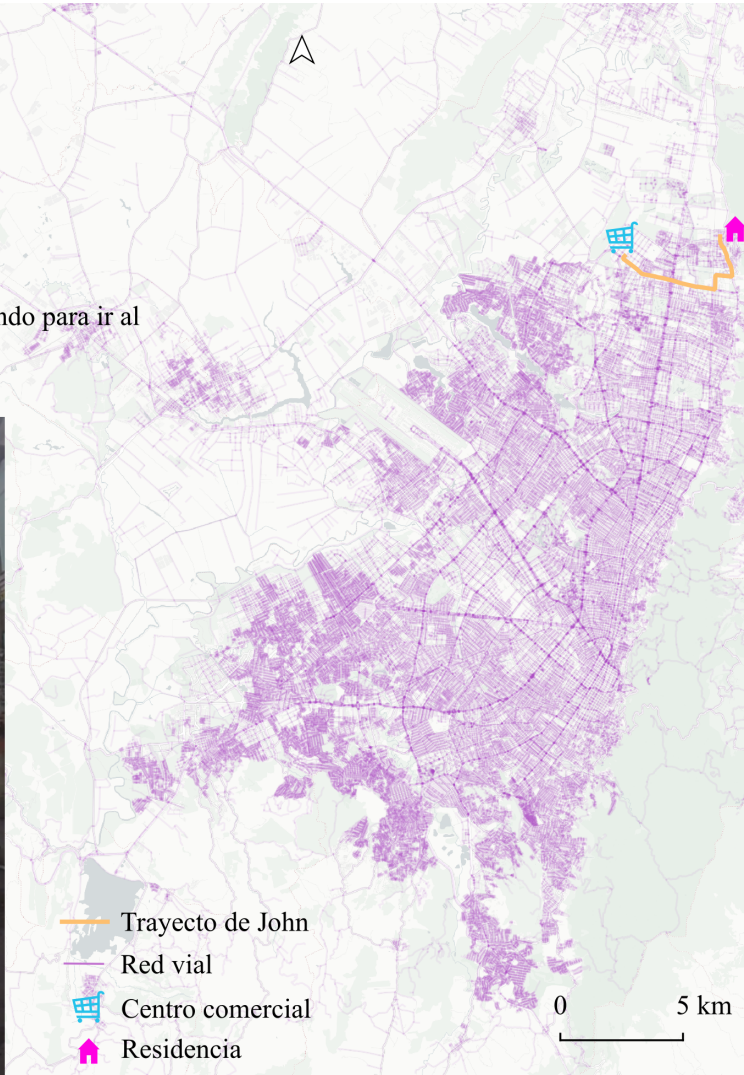 ndo para ir al
Trayecto de John
Red vial
Centro comercial
Residencia
0 5 km